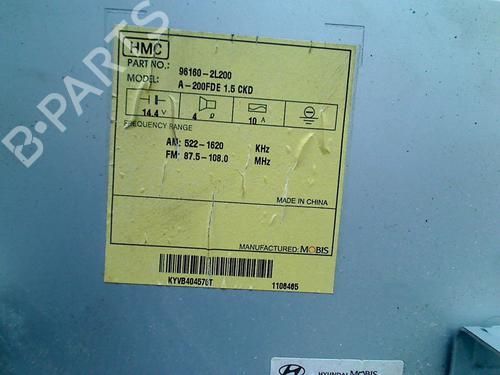 B-PARTS
HMC
PART NO.: 96160-2L200
MODEL: A-200FDE 1.5 CKD
14.4 V 4 Ω 10 A
FREQUENCY RANGE
AM: 522-1620 KHz
FM: 87.5-108.0 MHz
MADE IN CHINA
MANUFACTURED: MOBIS
KYVB404570T 1106465
HYUNDAI MOBIS